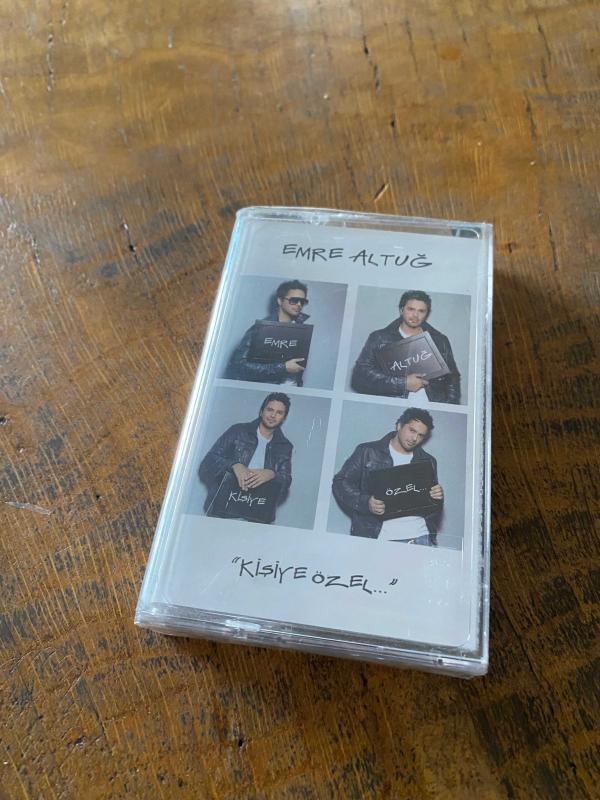 EMRE ALTUĞ
EMRE
ALTUĞ
KİŞİYE
ÖZEL...
"KİŞİYE ÖZEL..."